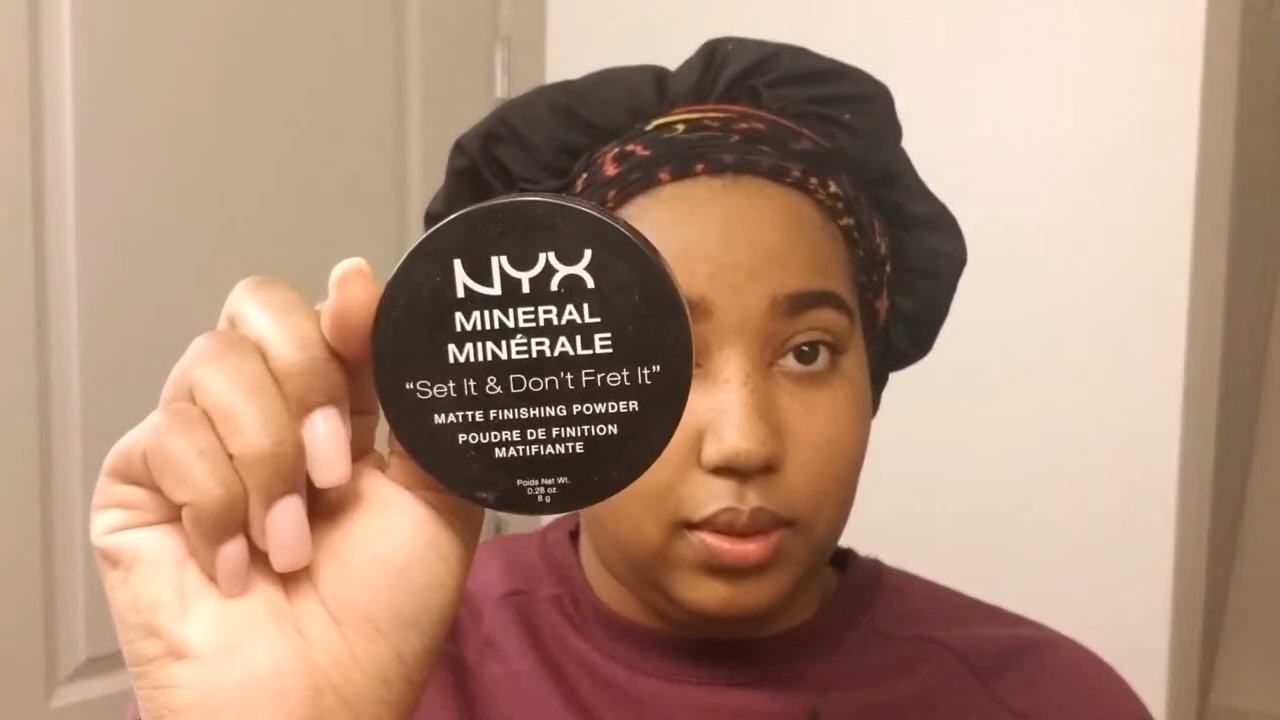 NYX
MINERAL
MINÉRALE
“Set It & Don't Fret It”
MATTE FINISHING POWDER
POUDRE DE FINITION
MATIFIANTE
Poids Net Wt.
0.28 oz.
8 g